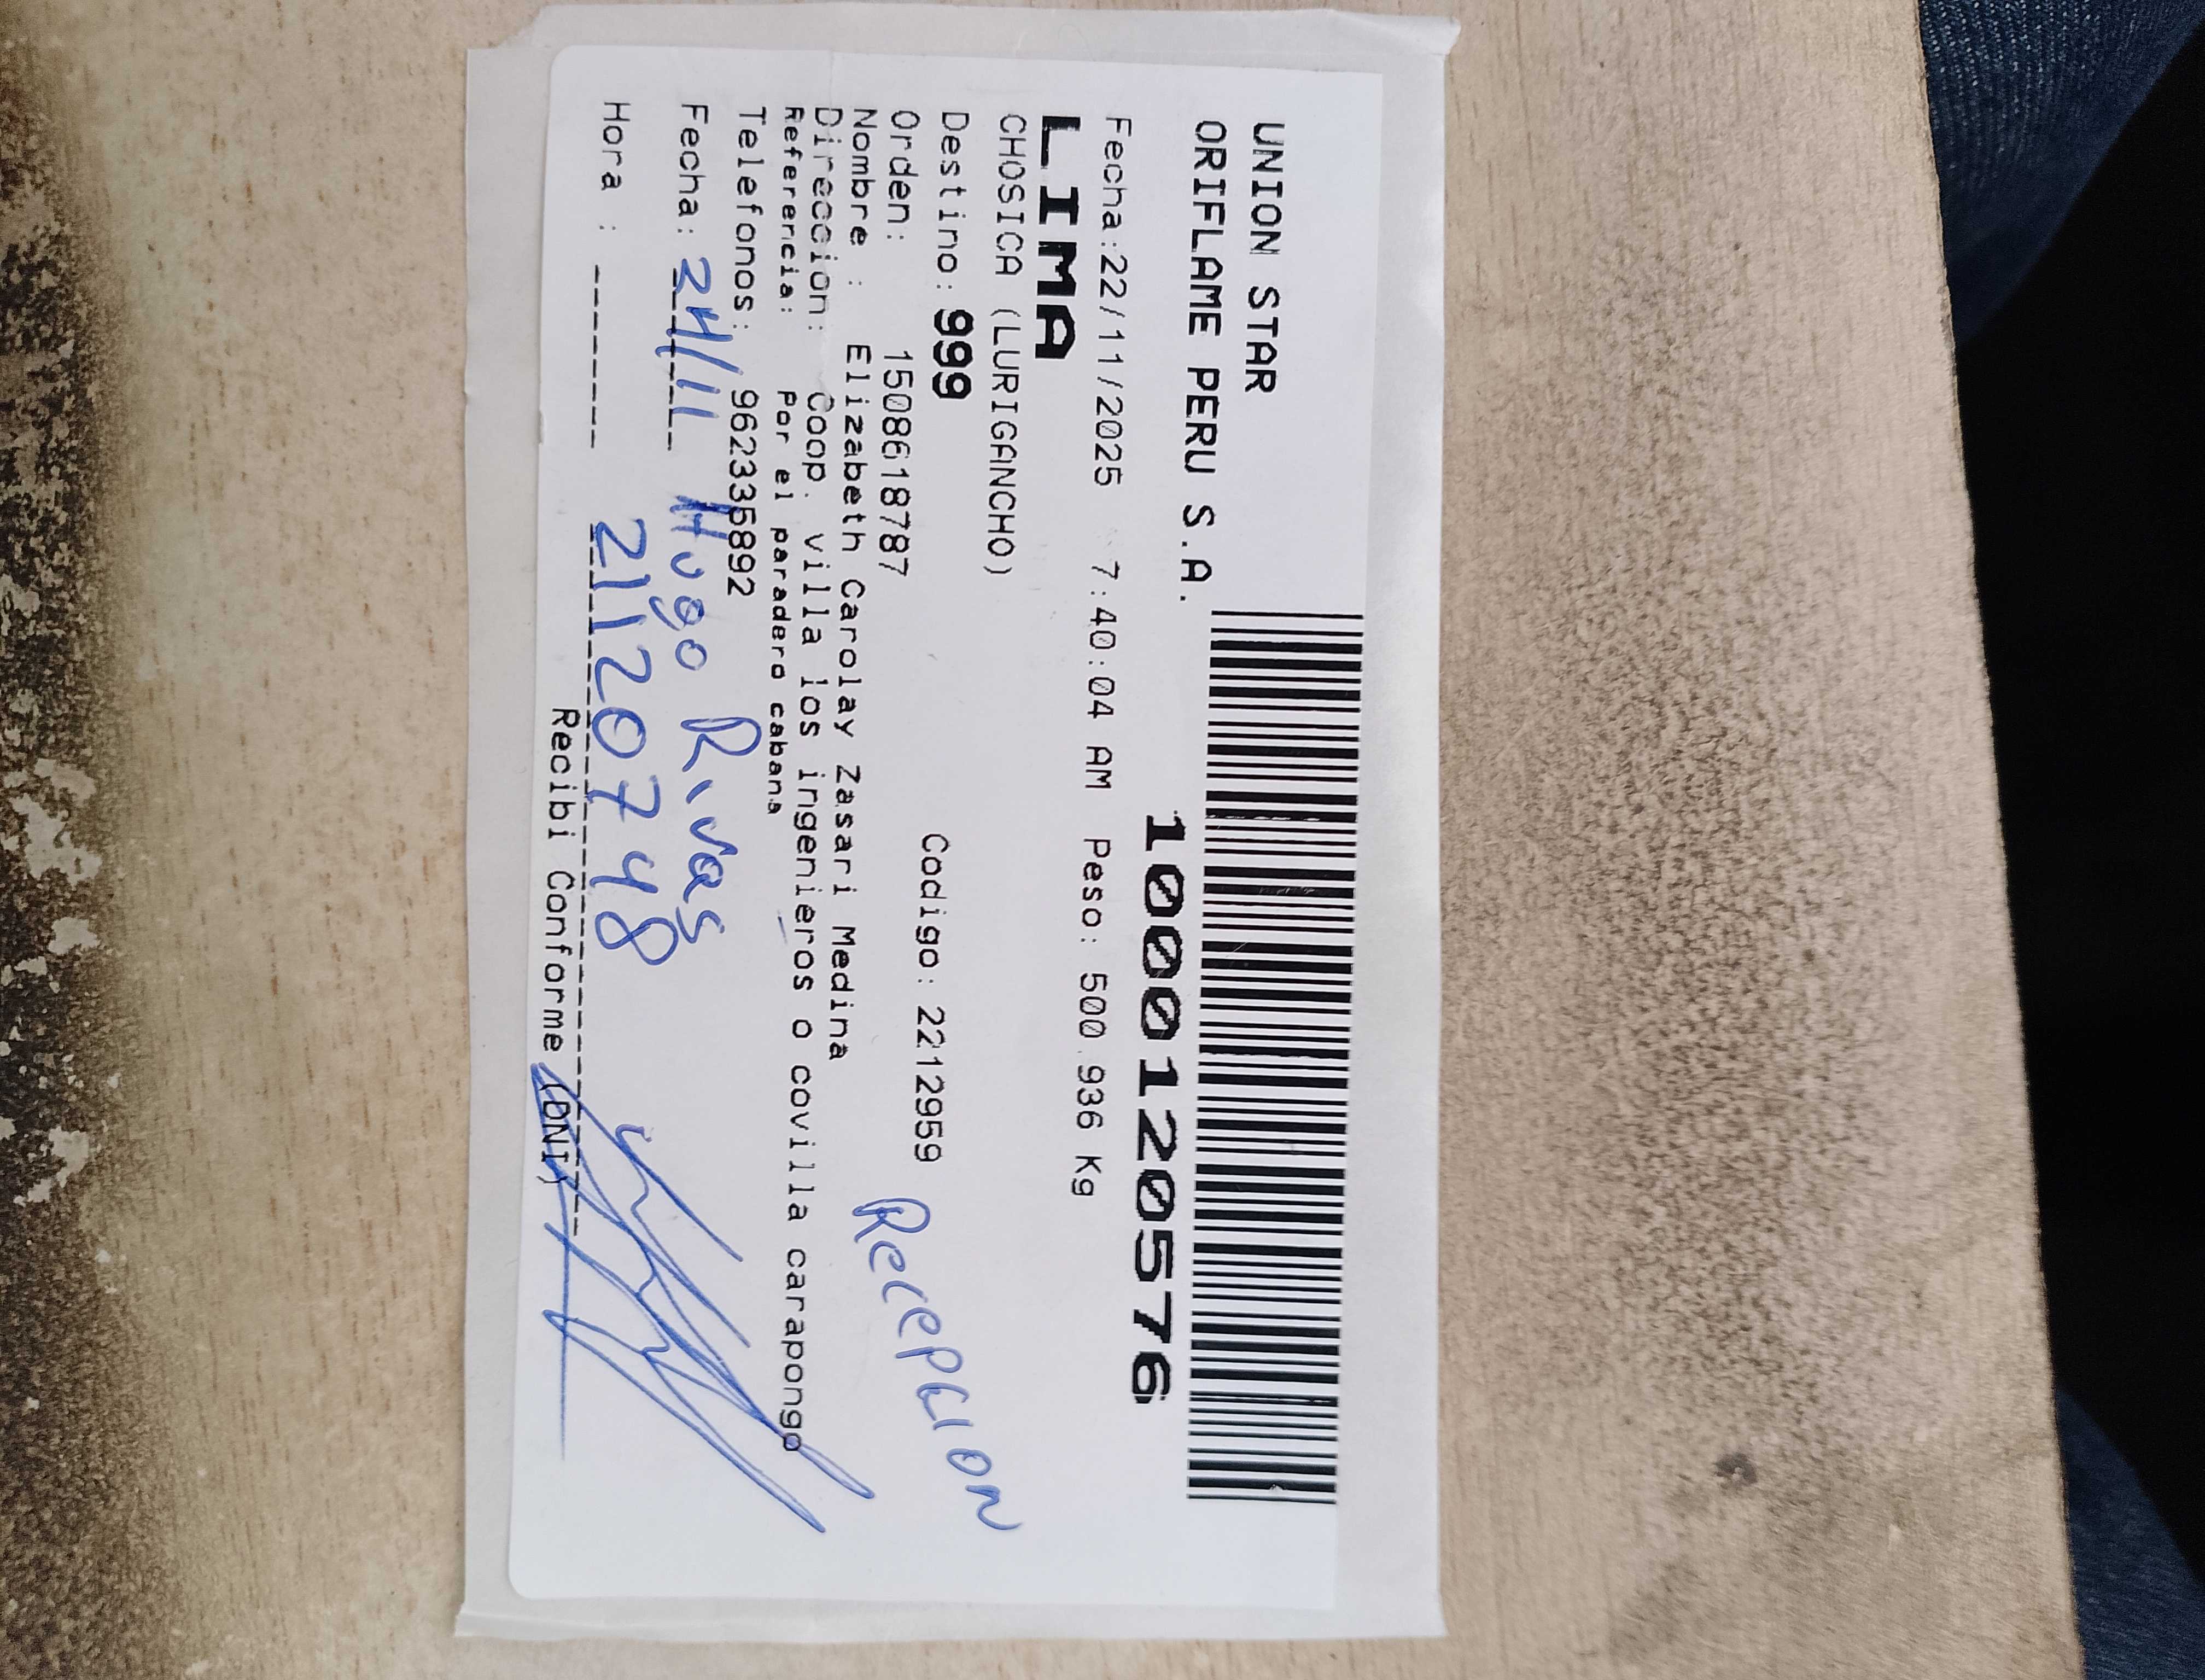 UNION STAR
ORIFLAME PERU S.A.
1000120576
Fecha:22/11/2025 7:40:04 AM Peso: 500.936 Kg
LIMA
CHOSICA (LURIGANCHO)
Destino: 999 Codigo: 2212959
Recepcion
Orden: 1508618787
Nombre : Elizabeth Carolay Zasari Medina
Direccion: Coop. villa los ingenieros o covilla carapongo
Referencia: Por el paradero cabana
Telefonos: 962335892
Fecha: 24/11 Hugo Rivas
Hora : ------- 21120748
Recibi Conforme (DNI)